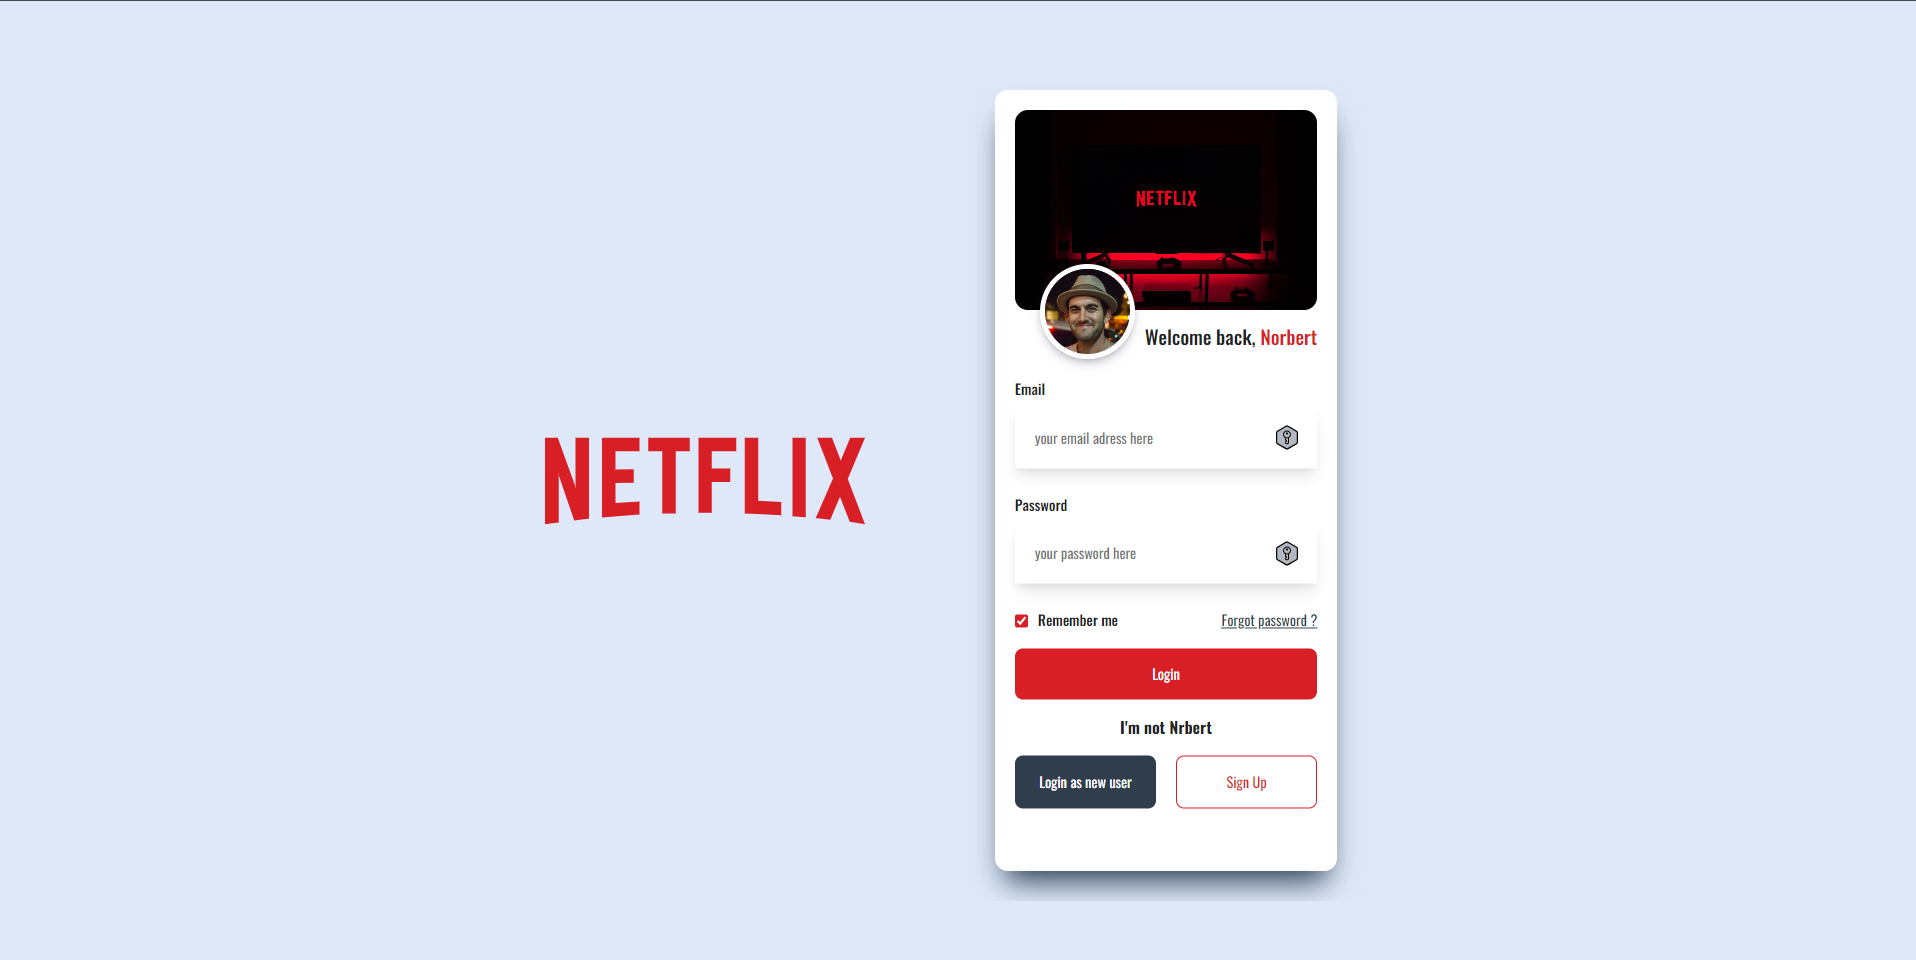 NETFLIX
NETFLIX
Welcome back, Norbert
Email
your email adress here
Password
your password here
Remember me
Forgot password ?
Login
I'm not Nrbert
Login as new user
Sign Up